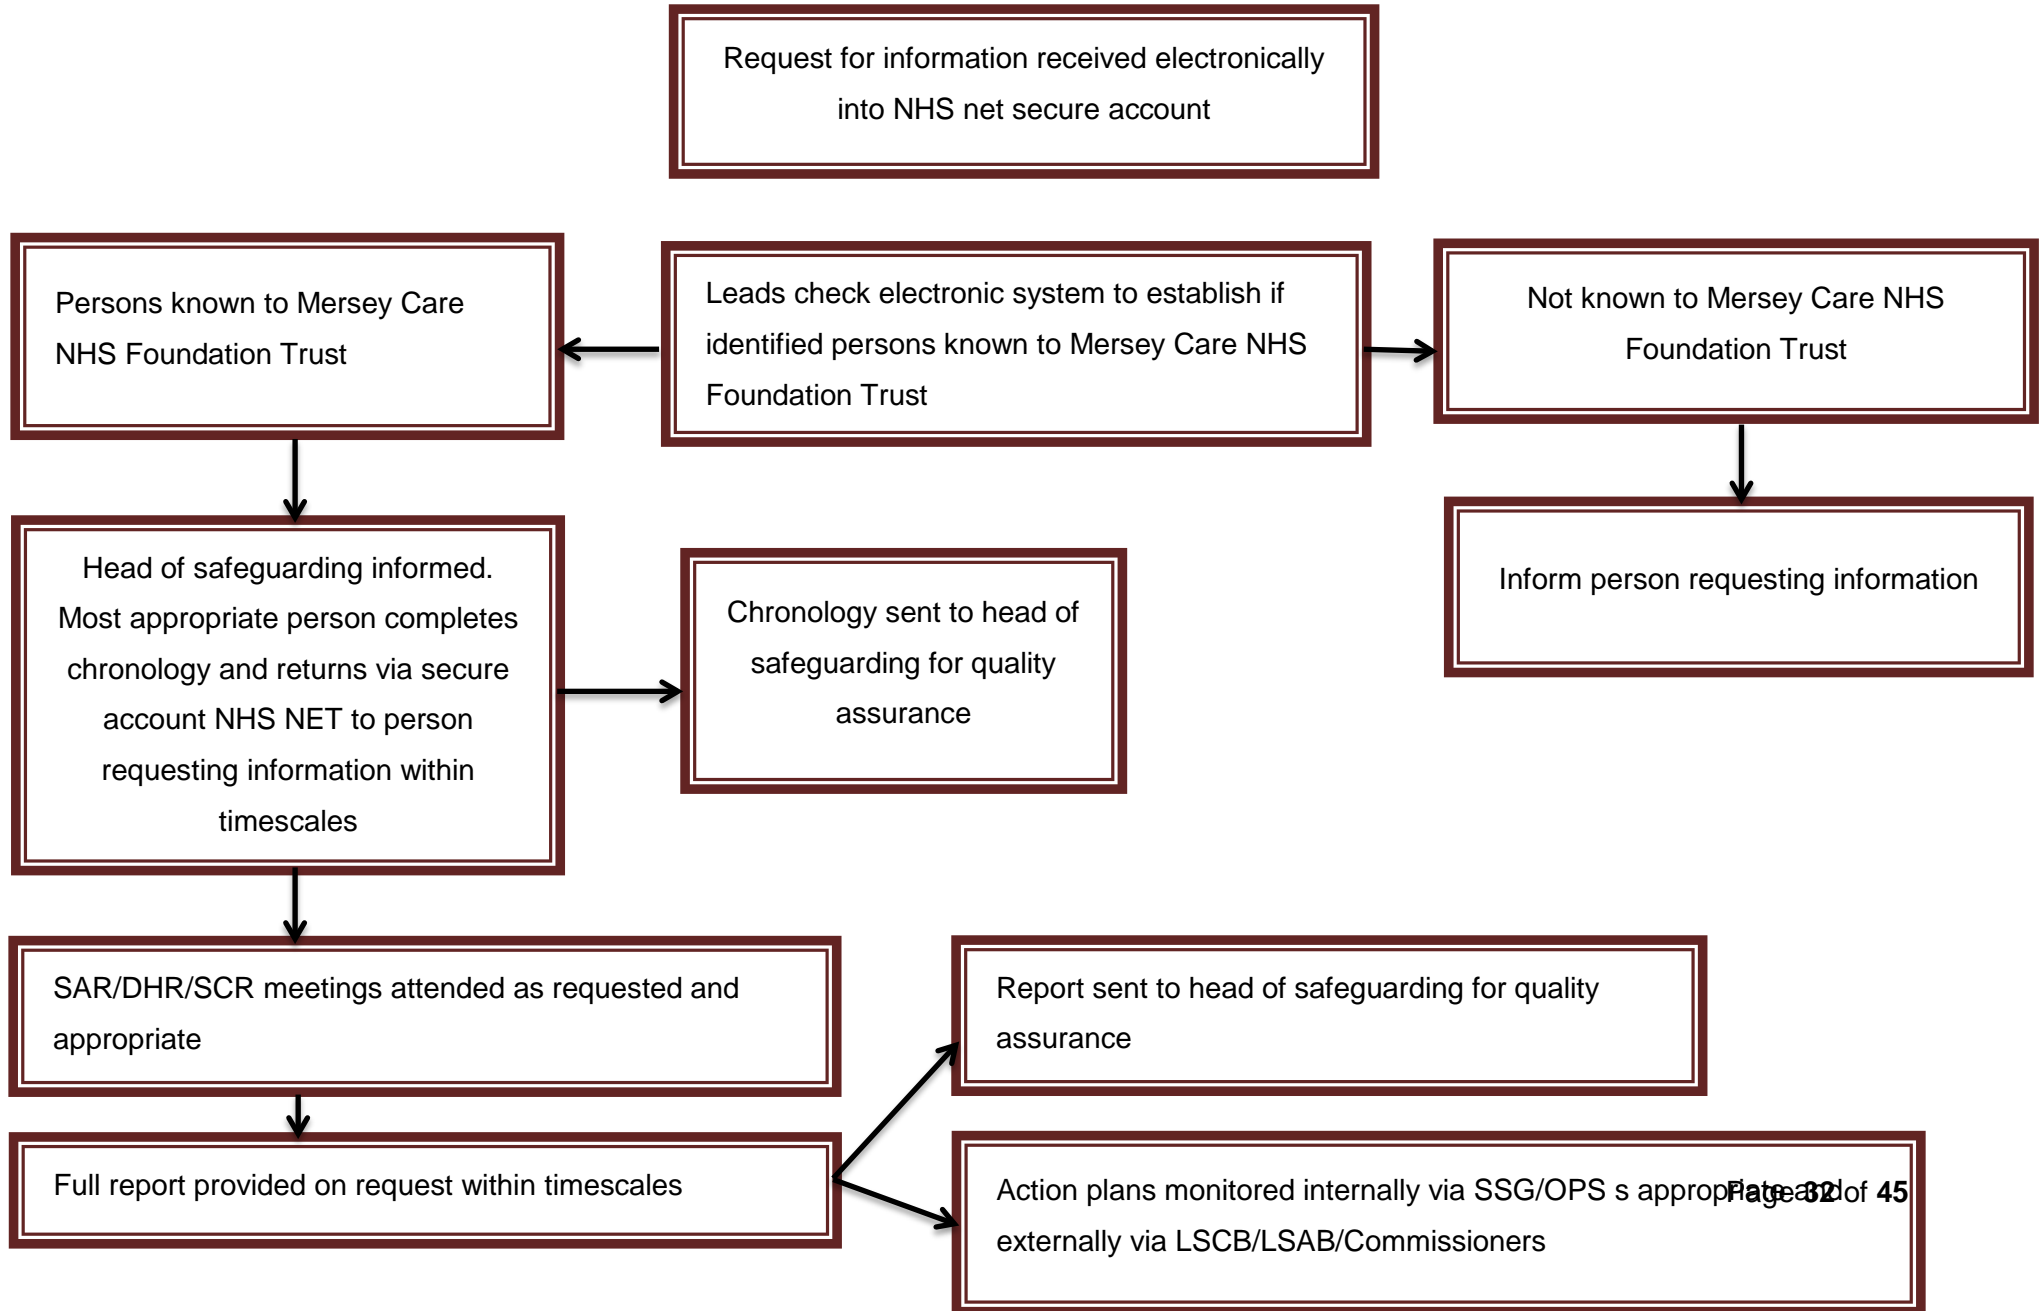 Request for information received electronically
into NHS net secure account
Persons known to Mersey Care
NHS Foundation Trust
Leads check electronic system to establish if
identified persons known to Mersey Care NHS
Foundation Trust
Not known to Mersey Care NHS
Foundation Trust
Head of safeguarding informed.
Most appropriate person completes
chronology and returns via secure
account NHS NET to person
requesting information within
timescales
Chronology sent to head of
safeguarding for quality
assurance
Inform person requesting information
SAR/DHR/SCR meetings attended as requested and
appropriate
Report sent to head of safeguarding for quality
assurance
Full report provided on request within timescales
Action plans monitored internally via SSG/OPS s appropriate and
externally via LSCB/LSAB/Commissioners
Page 32 of 45